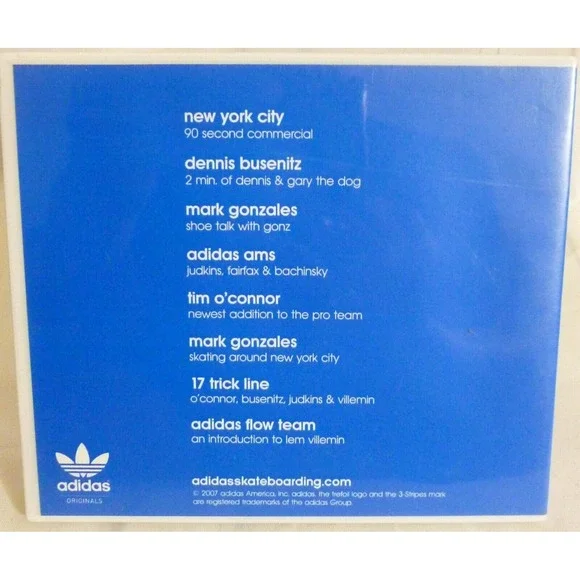 new york city
90 second commercial
dennis busenitz
2 min. of dennis & gary the dog
mark gonzales
shoe talk with gonz
adidas ams
judkins, fairfax & bachinsky
tim o'connor
newest addition to the pro team
mark gonzales
skating around new york city
17 trick line
o'connor, busenitz, judkins & villemin
adidas flow team
an introduction to lem villemin
adidas
ORIGINALS
adidasskateboarding.com
© 2007 adidas America, Inc. adidas, the trefoil logo and the 3-Stripes mark
are registered trademarks of the adidas Group.